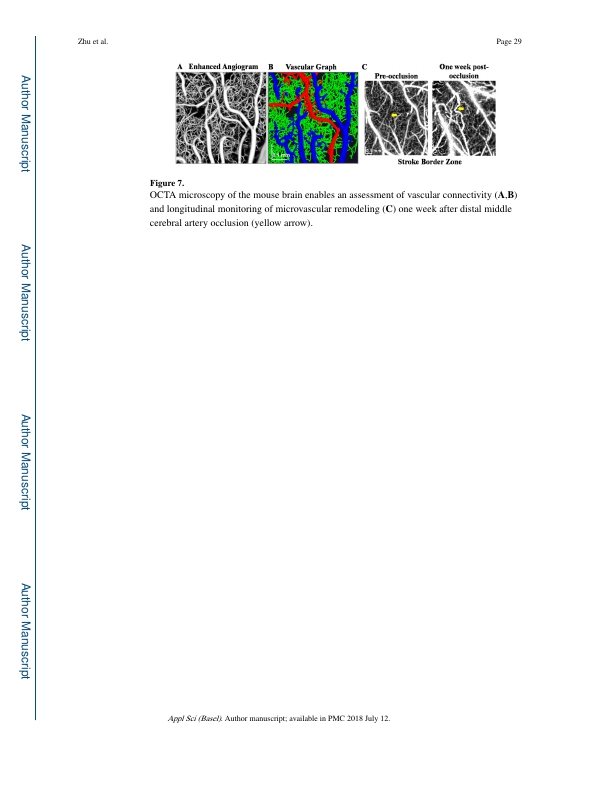 Zhu et al. Page 29
Author Manuscript
Author Manuscript
Author Manuscript
Author Manuscript
A Enhanced Angiogram B Vascular Graph C
Pre-occlusion
One week post-
occlusion
Stroke Border Zone
Figure 7.
OCTA microscopy of the mouse brain enables an assessment of vascular connectivity (A,B)
and longitudinal monitoring of microvascular remodeling (C) one week after distal middle
cerebral artery occlusion (yellow arrow).
Appl Sci (Basel). Author manuscript; available in PMC 2018 July 12.